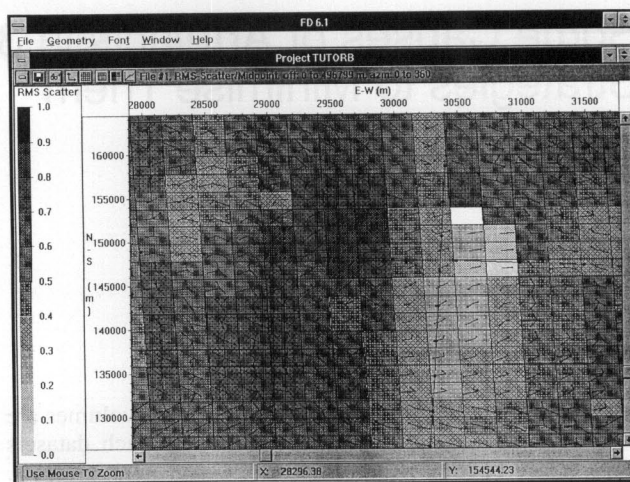 FD 6.1
File Geometry Font Window Help
Project TUTORB
File #1, RMS-Scatter/Midpoint, off: 0 to 496799 m, azm: 0 to 360
RMS Scatter
E-W (m)
28000 28500 29000 29500 30000 30500 31000 31500
1.0
0.9
0.8
0.7
0.6
0.5
0.4
0.3
0.2
0.1
0.0
N-S (m)
160000
155000
150000
145000
140000
135000
130000
Use Mouse To Zoom X: 28296.38 Y: 154544.23